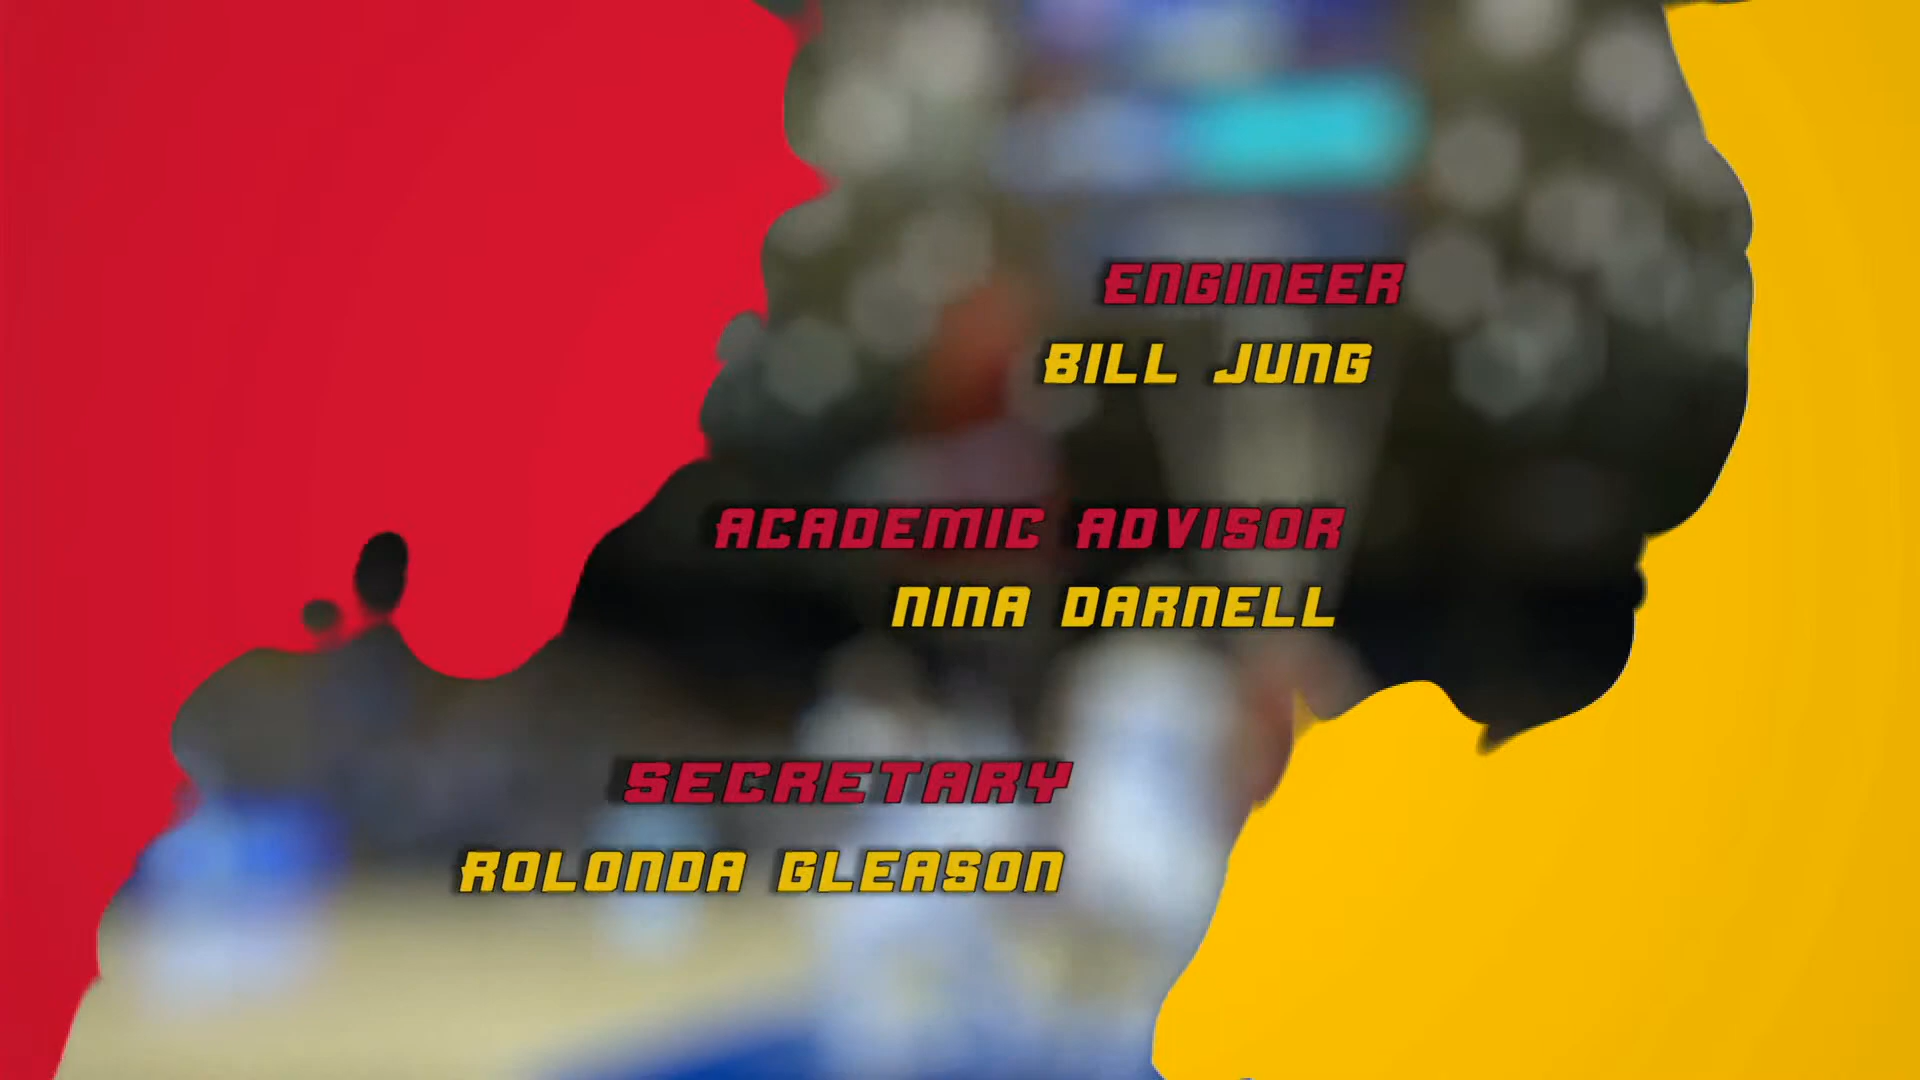 ENGINEER
BILL JUNG
ACADEMIC ADVISOR
NINA DARNELL
SECRETARY
ROLONDA GLEASON